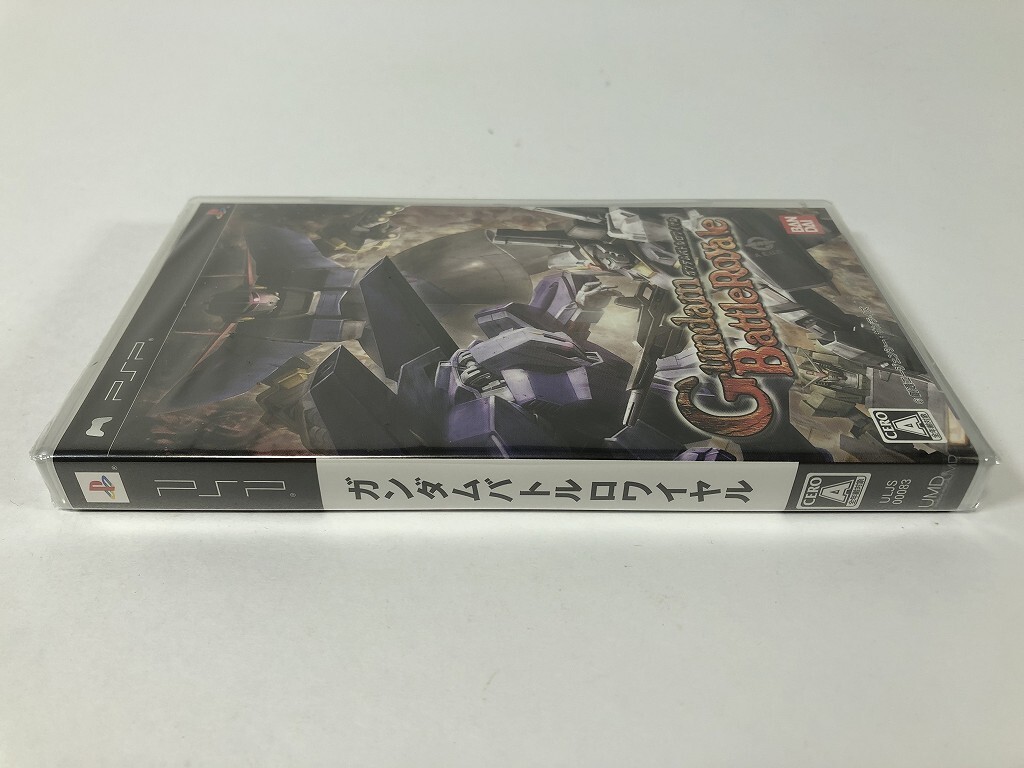 PSP
Gundam
Battle Royale
BAN
DAI
CERO
A
ガンダムバトルロワイヤル
CERO
A
ULJS
00083
UMD